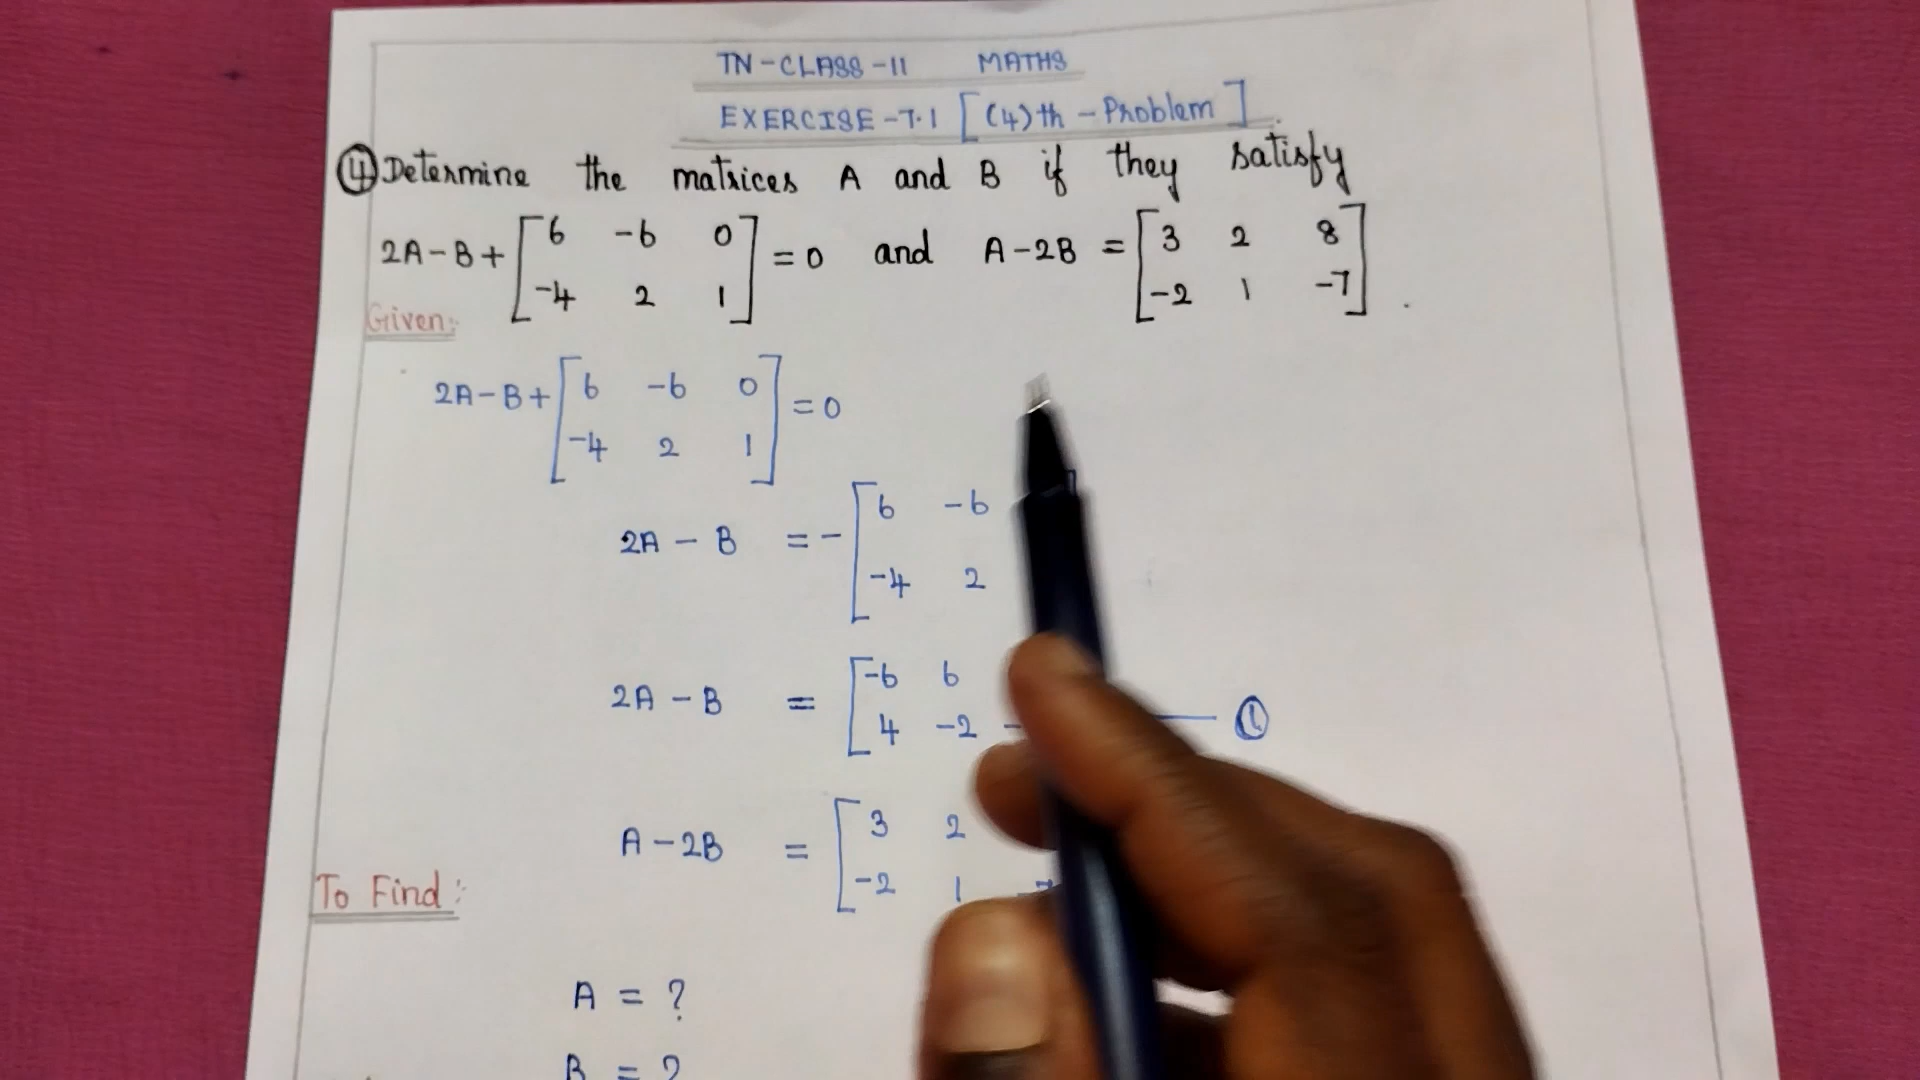 TN-CLASS-11 MATHS
EXERCISE-7.1 [(4)th - Problem].
④ Determine the matrices A and B if they satisfy
2A - B + [6 -6 0; -4 2 1] = 0 and A - 2B = [3 2 8; -2 1 -7].
Given:
2A - B + [6 -6 0; -4 2 1] = 0
2A - B = - [6 -6; -4 2
2A - B = [-6 6; 4 -2 - ①
A - 2B = [3 2; -2 1 -7
To Find:
A = ?
B = ?